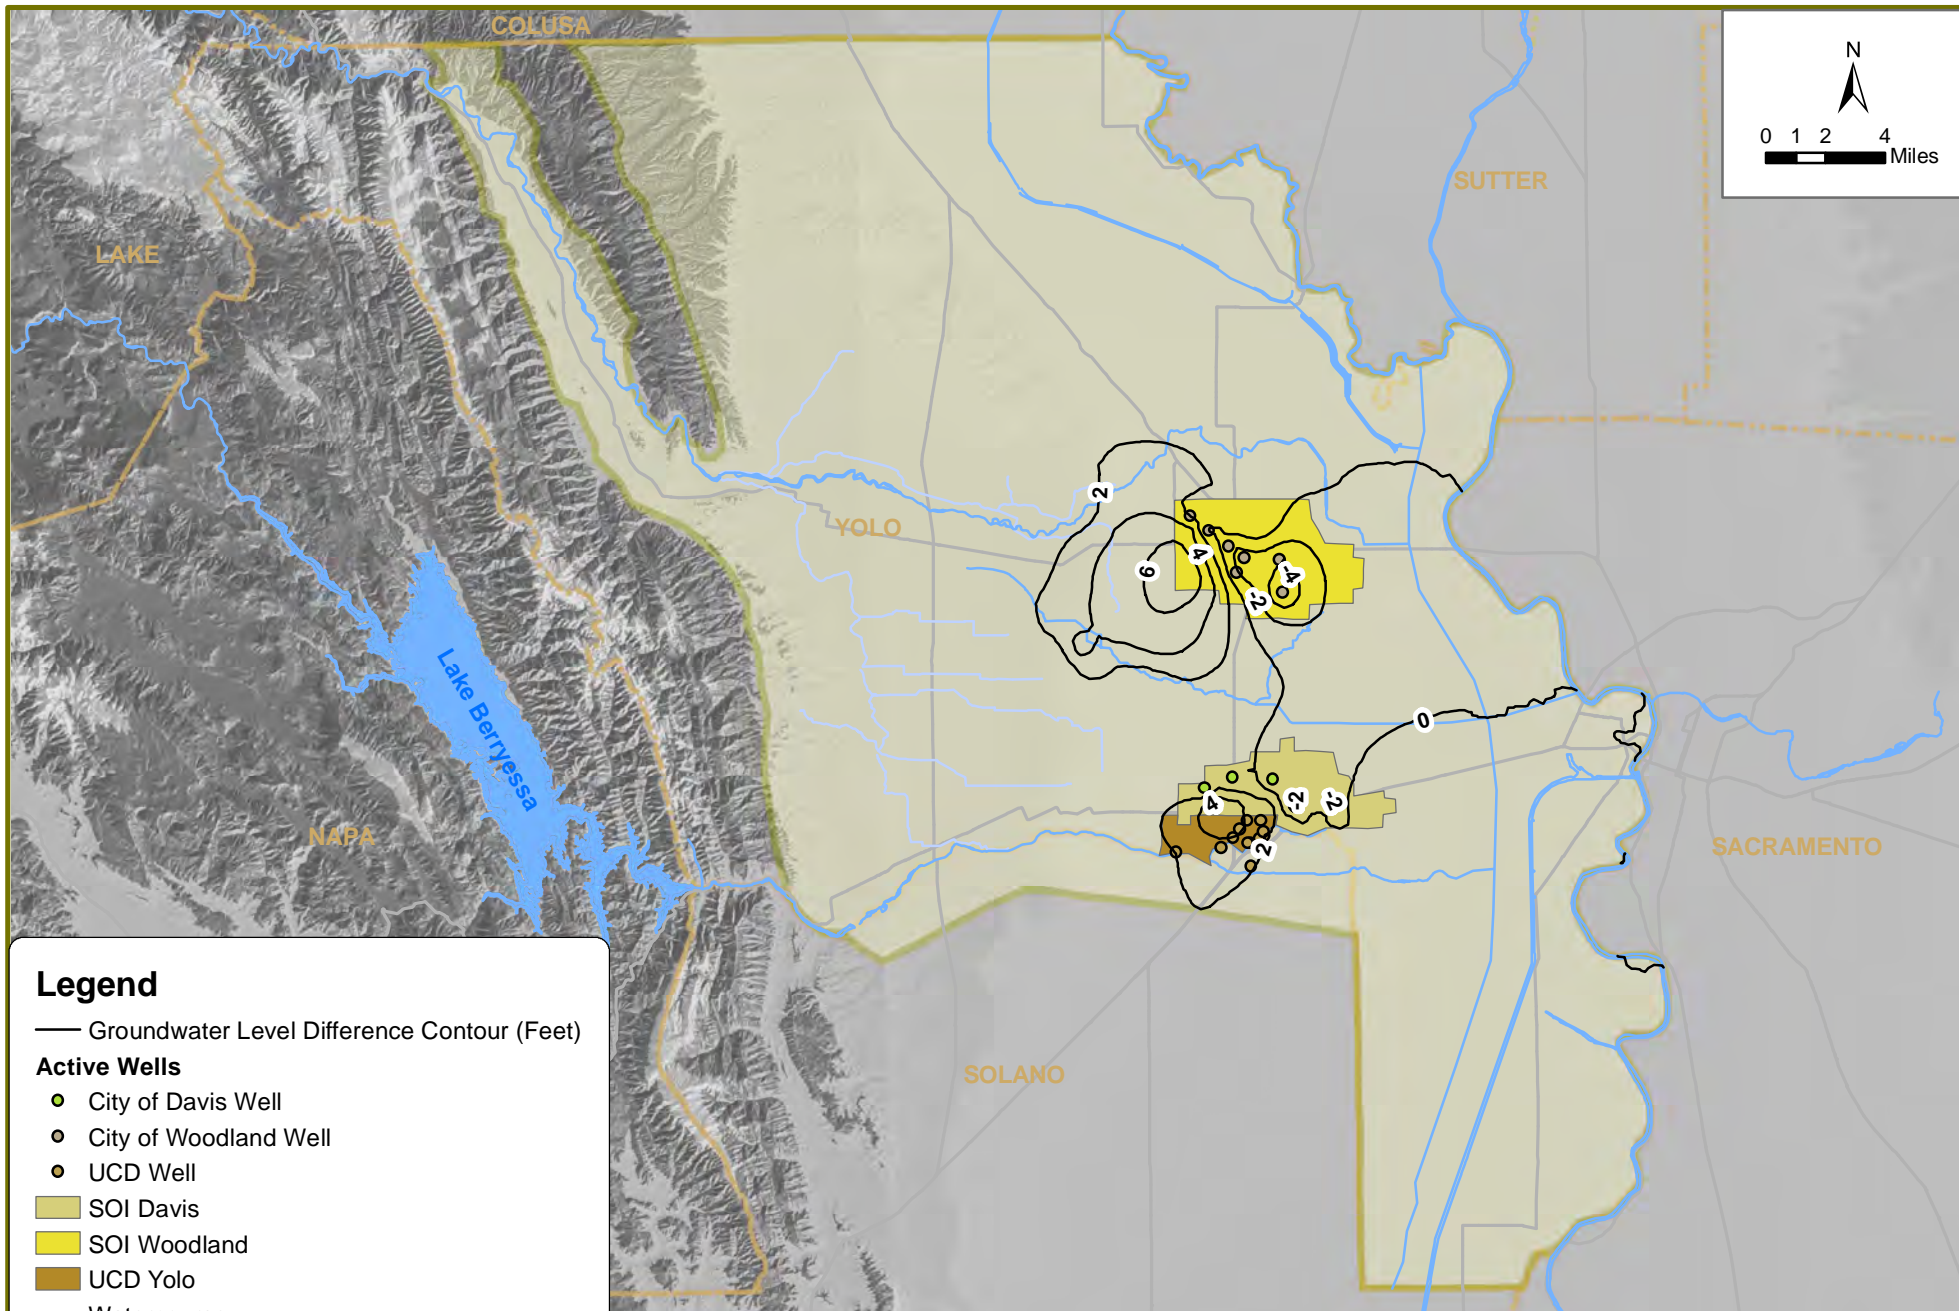 COLUSA
N
0 1 2 4
Miles
SUTTER
LAKE
2
YOLO
4
6
-4
-2
Lake Berryessa
0
4
-2
-2
2
NAPA
SACRAMENTO
SOLANO
Legend
Groundwater Level Difference Contour (Feet)
Active Wells
City of Davis Well
City of Woodland Well
UCD Well
SOI Davis
SOI Woodland
UCD Yolo